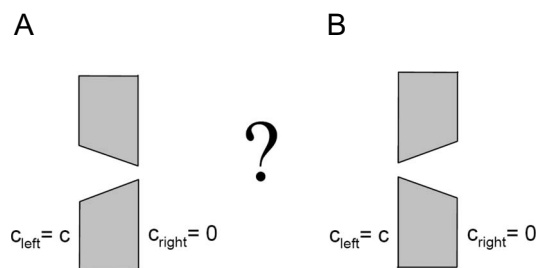 A
B
?
c_left = c
c_right = 0
c_left = c
c_right = 0